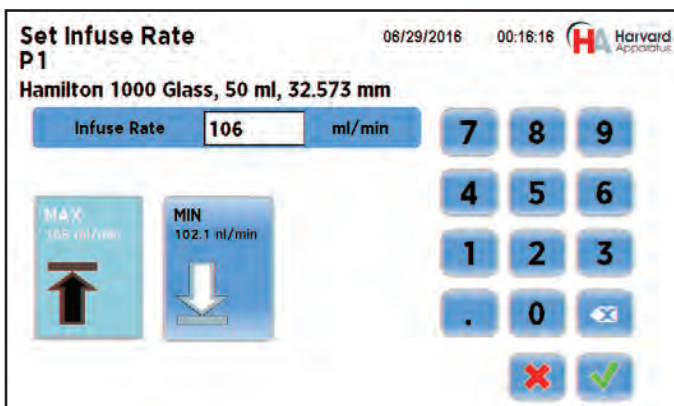 Set Infuse Rate
06/29/2016 00:16:16 HA Harvard Apparatus
P1
Hamilton 1000 Glass, 50 ml, 32.573 mm
Infuse Rate 106 ml/min
7 8 9
4 5 6
MAX
MIN
102.1 nl/min
1 2 3
. 0